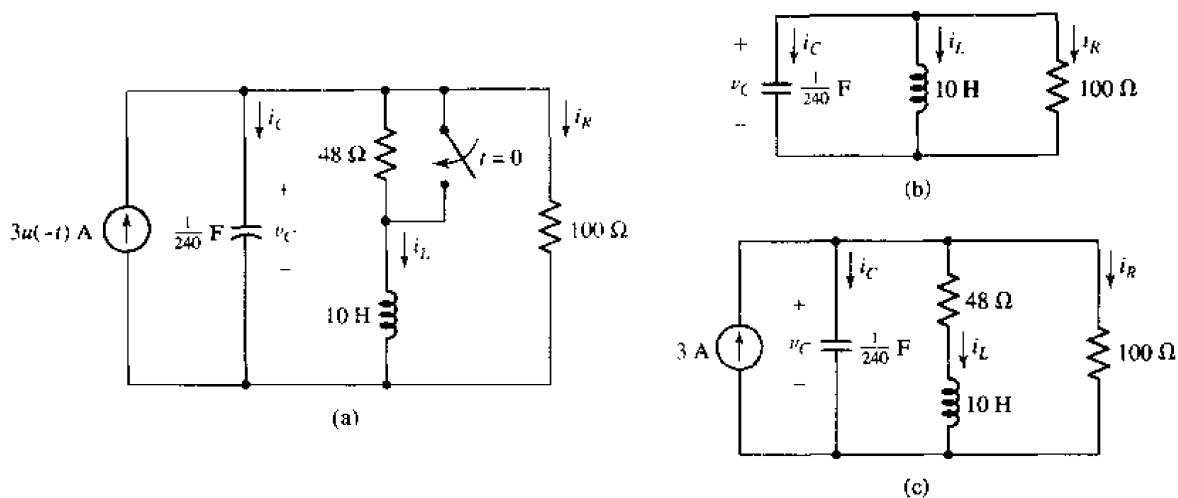 i_C
48 Ω
t = 0
i_R
3u(-t) A
1/240 F
+
v_C
−
i_L
100 Ω
10 H
(a)
+
i_C
i_L
i_R
v_C
1/240 F
10 H
100 Ω
−
(b)
i_C
i_R
48 Ω
+
3 A
v_C
1/240 F
i_L
100 Ω
−
10 H
(c)